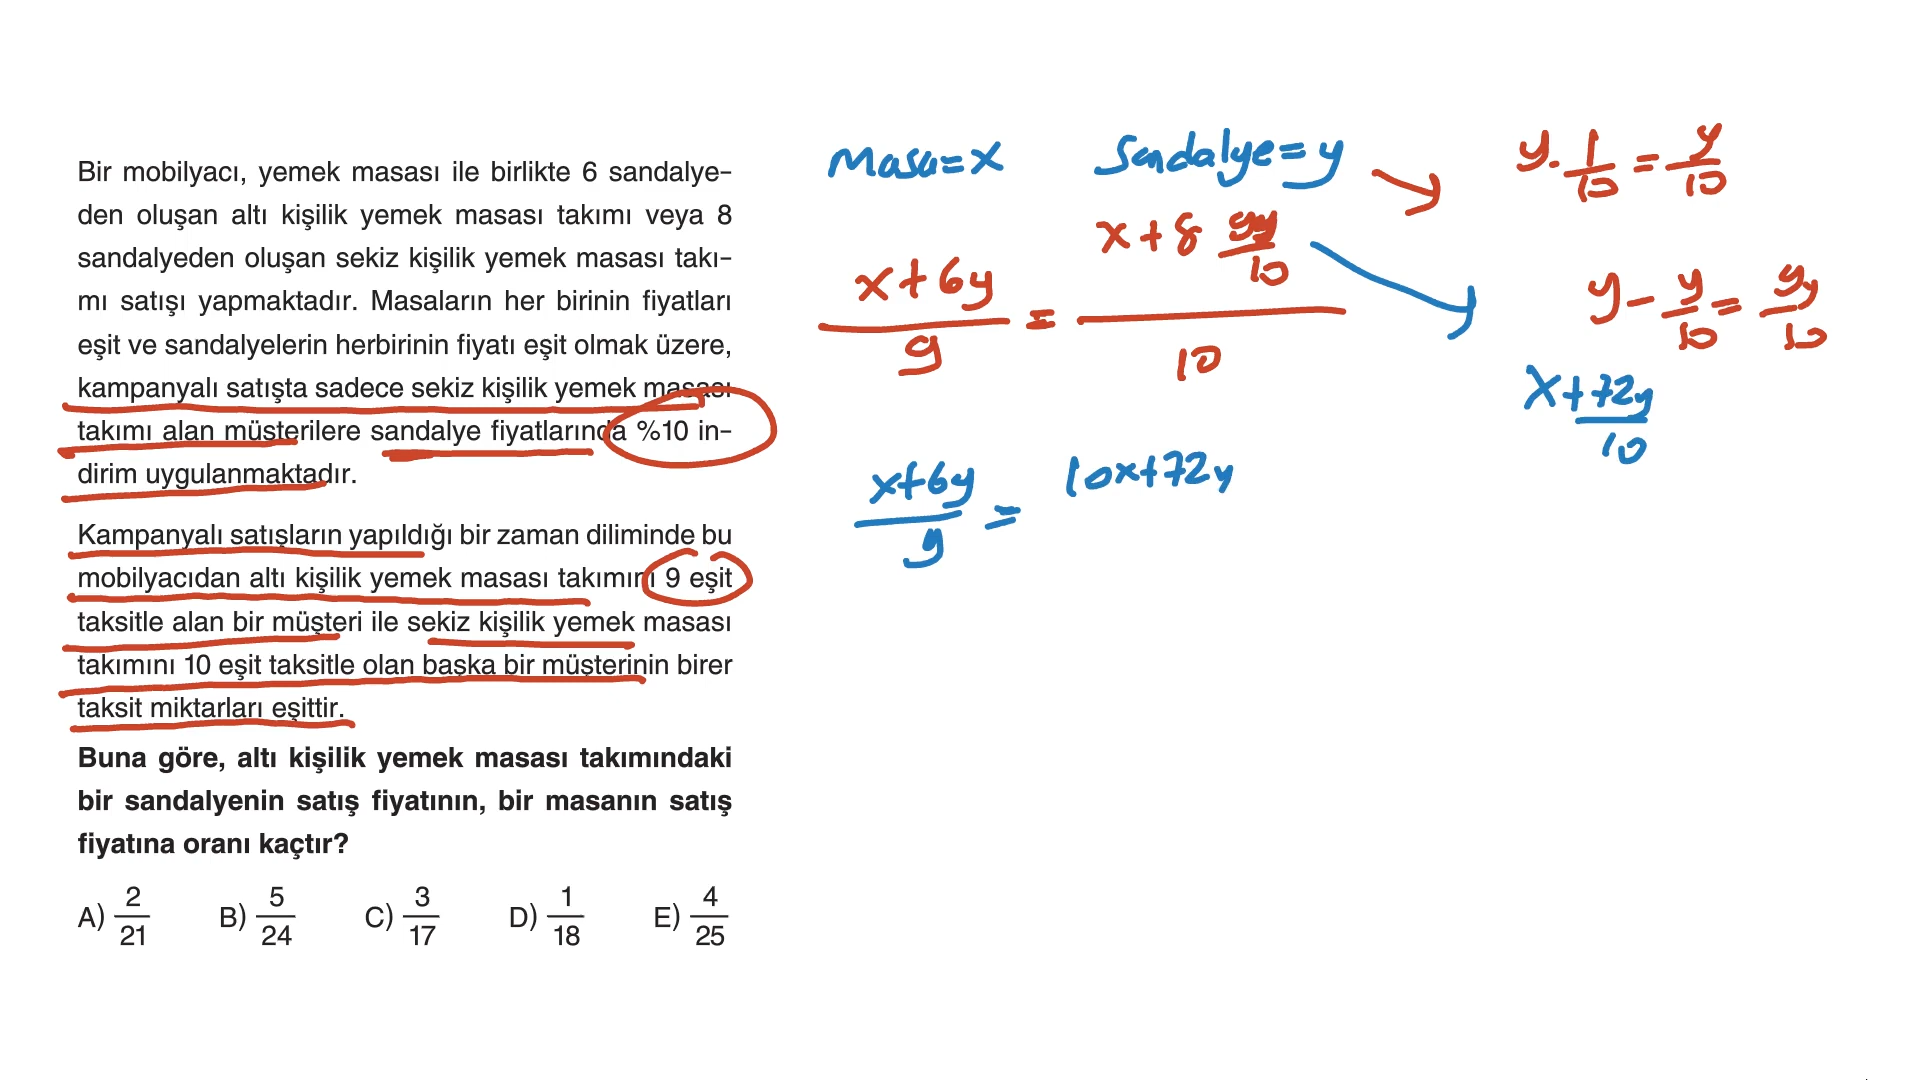 Bir mobilyacı, yemek masası ile birlikte 6 sandalye-
den oluşan altı kişilik yemek masası takımı veya 8
sandalyeden oluşan sekiz kişilik yemek masası takı-
mı satışı yapmaktadır. Masaların her birinin fiyatları
eşit ve sandalyelerin herbirinin fiyatı eşit olmak üzere,
kampanyalı satışta sadece sekiz kişilik yemek masası
takımı alan müşterilere sandalye fiyatlarında %10 in-
dirim uygulanmaktadır.
Kampanyalı satışların yapıldığı bir zaman diliminde bu
mobilyacıdan altı kişilik yemek masası takımını 9 eşit
taksitle alan bir müşteri ile sekiz kişilik yemek masası
takımını 10 eşit taksitle olan başka bir müşterinin birer
taksit miktarları eşittir.
Buna göre, altı kişilik yemek masası takımındaki
bir sandalyenin satış fiyatının, bir masanın satış
fiyatına oranı kaçtır?
A) 2/21 B) 5/24 C) 3/17 D) 1/18 E) 4/25
Masa=x Sandalye=y
y.1/10=y/10
x+6y/9 = x+8 9y/10/10
y-y/10=9y/10
x+72y/10
x+6y/9 = 10x+72y